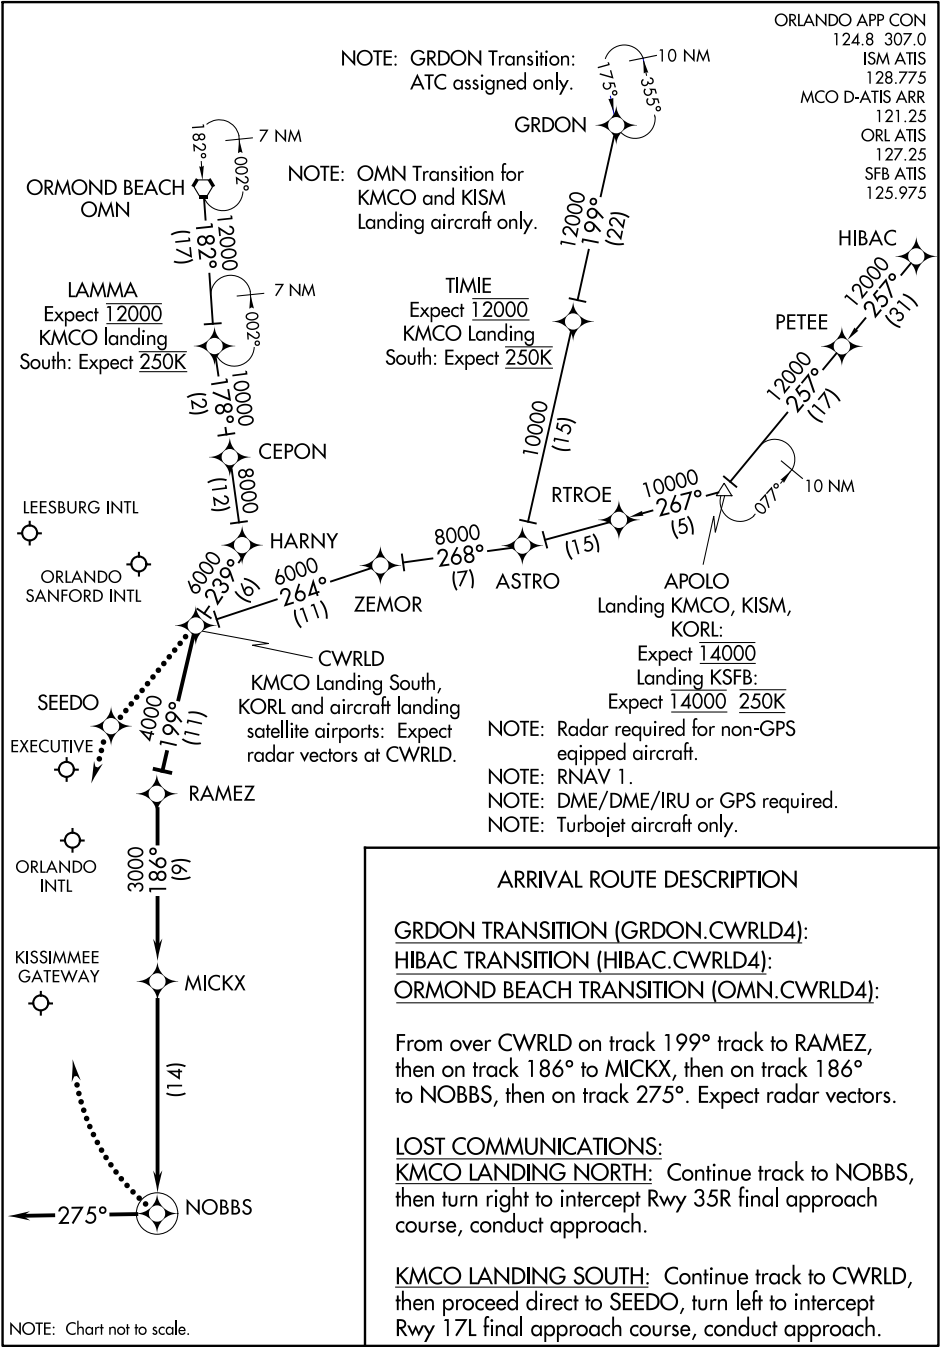 ORLANDO APP CON
124.8 307.0
ISM ATIS
128.775
MCO D-ATIS ARR
121.25
ORL ATIS
127.25
SFB ATIS
125.975
NOTE: GRDON Transition:
ATC assigned only.
10 NM
175°
355°
GRDON
7 NM
182°
002°
ORMOND BEACH
OMN
NOTE: OMN Transition for
KMCO and KISM
Landing aircraft only.
12000
182°
(17)
12000
199°
(22)
HIBAC
12000
257°
(31)
LAMMA
Expect 12000
KMCO landing
South: Expect 250K
7 NM
002°
TIMIE
Expect 12000
KMCO Landing
South: Expect 250K
PETEE
12000
257°
(17)
10000
178°
(2)
10000
(15)
CEPON
8000
(12)
10 NM
077°
RTROE
10000
267°
(5)
LEESBURG INTL
HARNY
ORLANDO
SANFORD INTL
6000
239°
(6)
6000
264°
(11)
ZEMOR
8000
268°
(7)
ASTRO
(15)
APOLO
Landing KMCO, KISM,
KORL:
Expect 14000
Landing KSFB:
Expect 14000 250K
CWRLD
KMCO Landing South,
KORL and aircraft landing
satellite airports: Expect
radar vectors at CWRLD.
SEEDO
4000
199°
(11)
EXECUTIVE
RAMEZ
NOTE: Radar required for non-GPS
eqipped aircraft.
NOTE: RNAV 1.
NOTE: DME/DME/IRU or GPS required.
NOTE: Turbojet aircraft only.
ORLANDO
INTL
3000
186°
(9)
KISSIMMEE
GATEWAY
MICKX
(14)
NOBBS
275°
NOTE: Chart not to scale.
ARRIVAL ROUTE DESCRIPTION
GRDON TRANSITION (GRDON.CWRLD4):
HIBAC TRANSITION (HIBAC.CWRLD4):
ORMOND BEACH TRANSITION (OMN.CWRLD4):
From over CWRLD on track 199° track to RAMEZ,
then on track 186° to MICKX, then on track 186°
to NOBBS, then on track 275°. Expect radar vectors.
LOST COMMUNICATIONS:
KMCO LANDING NORTH: Continue track to NOBBS,
then turn right to intercept Rwy 35R final approach
course, conduct approach.
KMCO LANDING SOUTH: Continue track to CWRLD,
then proceed direct to SEEDO, turn left to intercept
Rwy 17L final approach course, conduct approach.